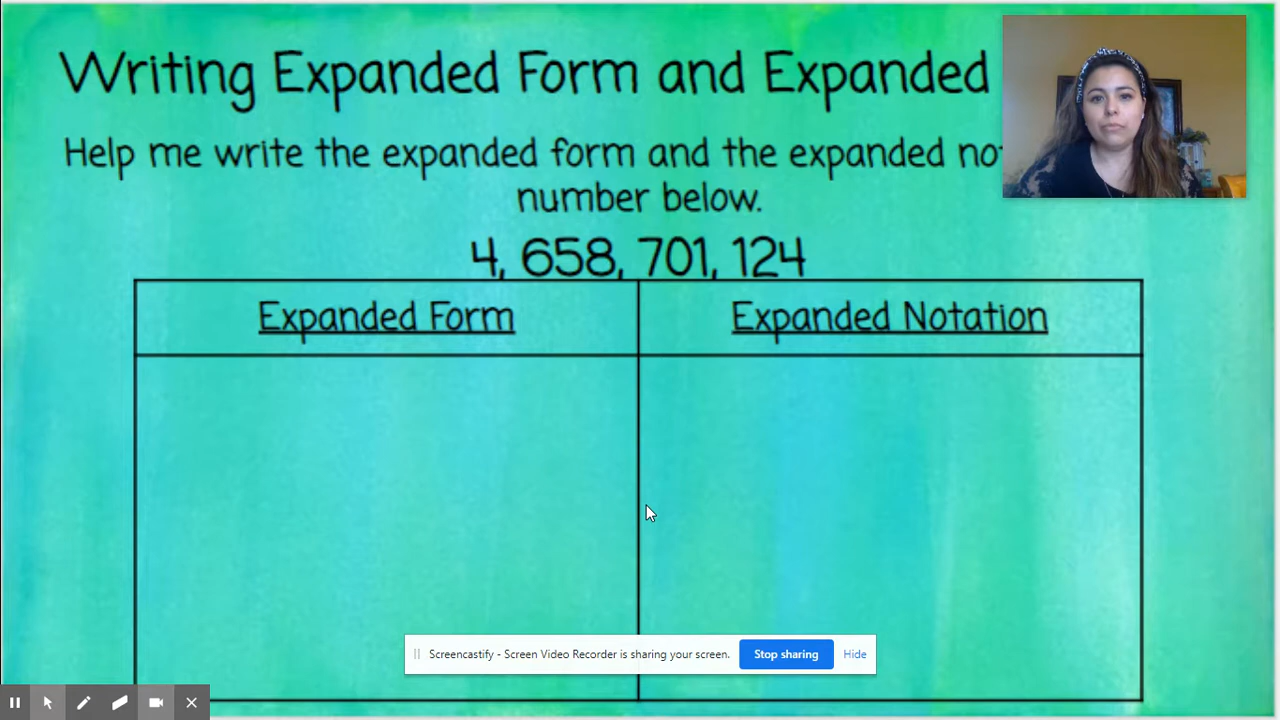 Writing Expanded Form and Expanded
Help me write the expanded form and the expanded
number below.
4, 658, 701, 124
Expanded Form
Expanded Notation
Screencastify - Screen Video Recorder is sharing your screen.
Stop sharing
Hide